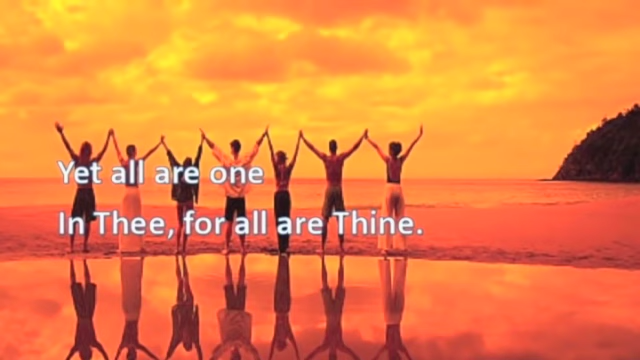 Yet all are one
In Thee, for all are Thine.